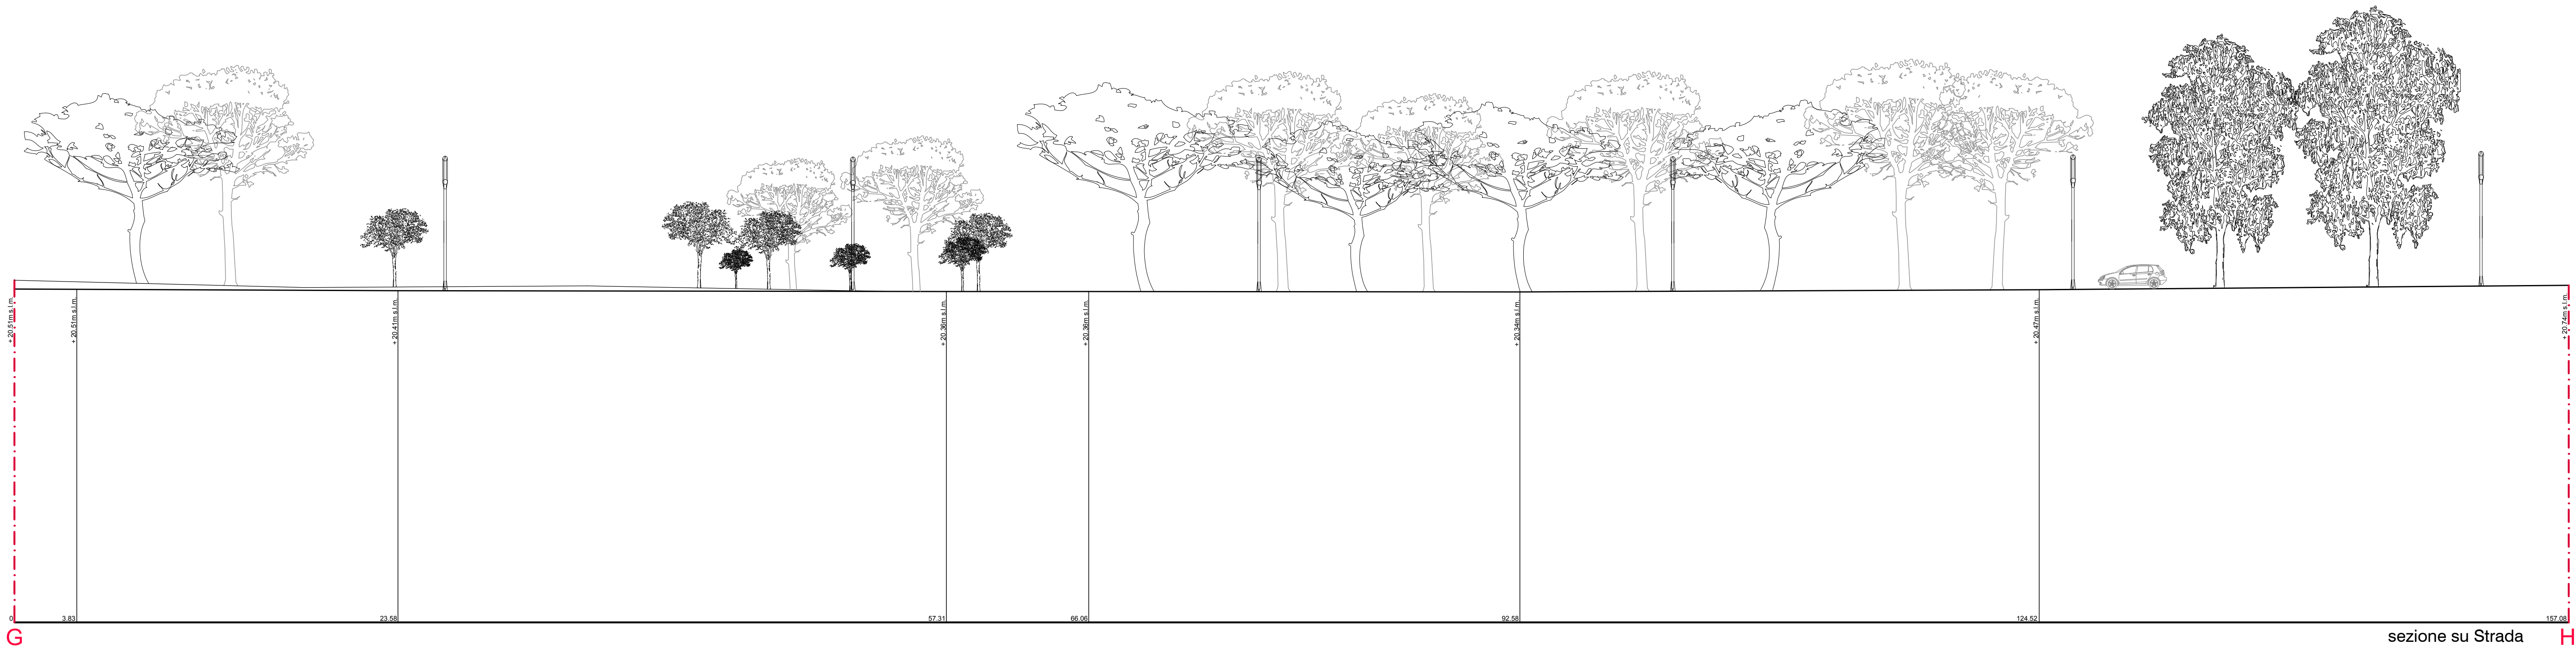 + 20.51m s.l.m.
+ 20.51m s.l.m.
+ 20.41m s.l.m.
+ 20.36m s.l.m.
+ 20.36m s.l.m.
+ 20.34m s.l.m.
+ 20.47m s.l.m.
+ 20.74m s.l.m.
0 3.83 23.58 57.31 66.06 92.58 124.52 157.08
G sezione su Strada H